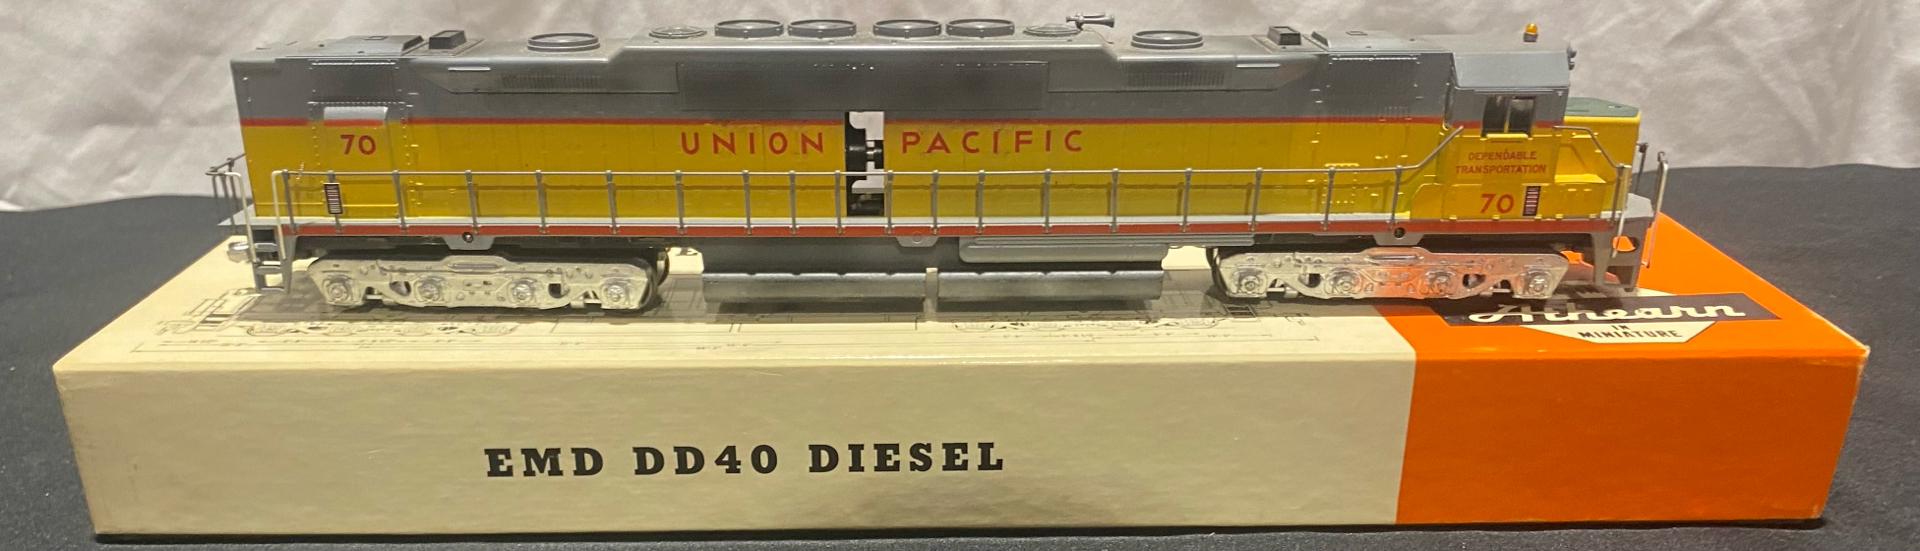 70
UNION PACIFIC
DEPENDABLE
TRANSPORTATION
70
Athearn
IN
MINIATURE
EMD DD40 DIESEL